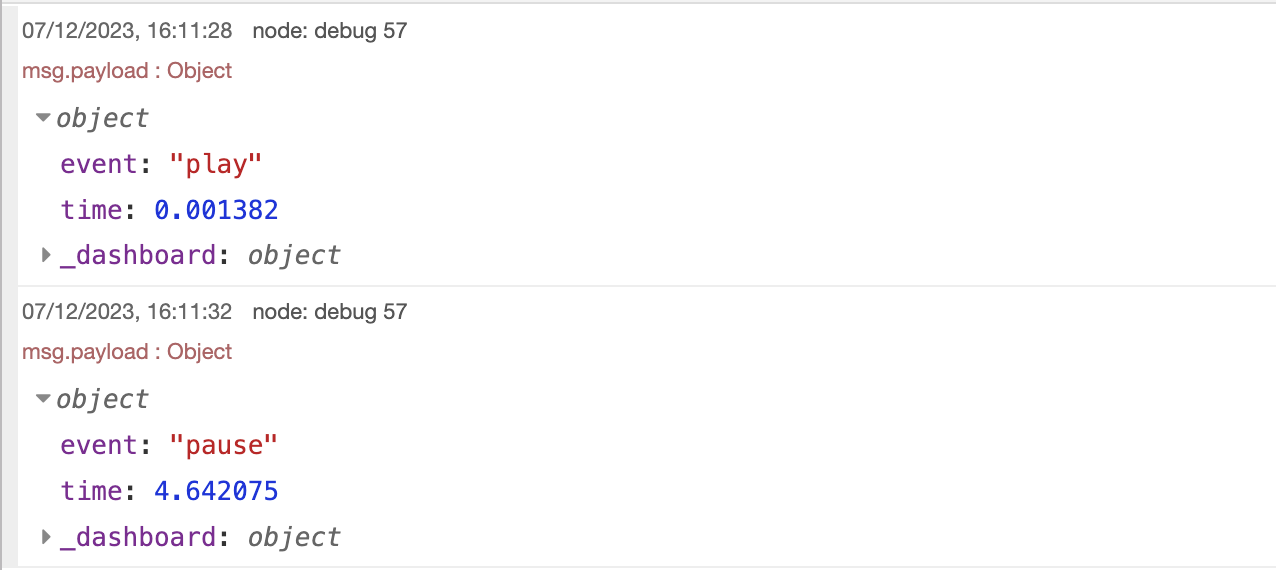 07/12/2023, 16:11:28 node: debug 57
msg.payload : Object
object
event: "play"
time: 0.001382
_dashboard: object
07/12/2023, 16:11:32 node: debug 57
msg.payload : Object
object
event: "pause"
time: 4.642075
_dashboard: object